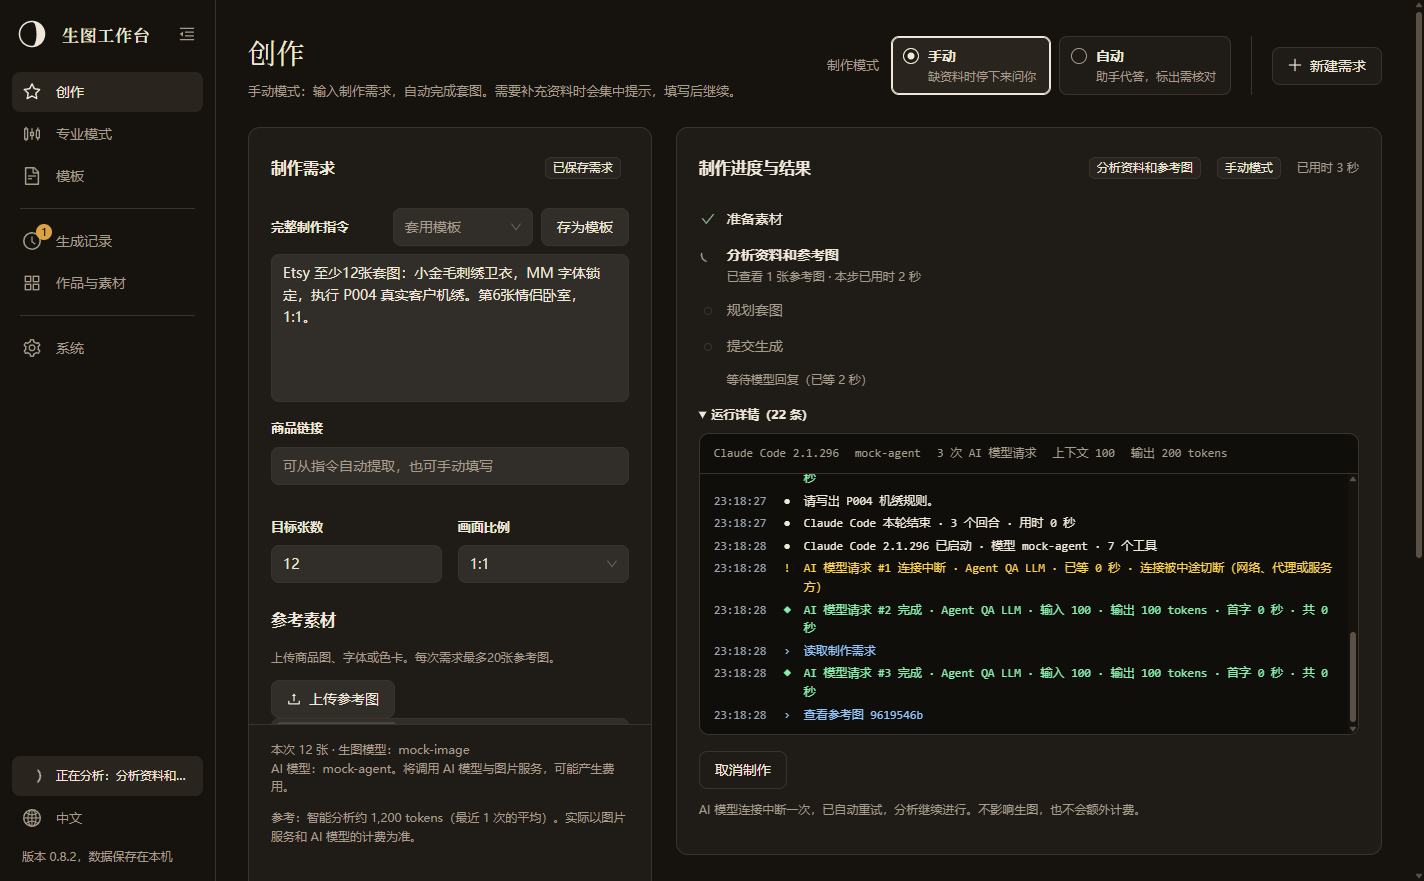 生图工作台
创作
专业模式
模板
1
生成记录
作品与素材
系统
正在分析：分析资料和...
中文
版本 0.8.2，数据保存在本机
创作
手动模式：输入制作需求，自动完成套图。需要补充资料时会集中提示，填写后继续。
制作模式
手动
缺资料时停下来问你
自动
助手代答，标出需核对
新建需求
制作需求
已保存需求
完整制作指令
套用模板
存为模板
Etsy 至少12张套图：小金毛刺绣卫衣，MM 字体锁
定，执行 P004 真实客户机绣。第6张情侣卧室，
1:1。
商品链接
可从指令自动提取，也可手动填写
目标张数
画面比例
12
1:1
参考素材
上传商品图、字体或色卡。每次需求最多20张参考图。
上传参考图
本次 12 张 · 生图模型：mock-image
AI 模型：mock-agent。将调用 AI 模型与图片服务，可能产生费
用。
参考：智能分析约 1,200 tokens（最近 1 次的平均）。实际以图片
服务和 AI 模型的计费为准。
制作进度与结果
分析资料和参考图
手动模式
已用时 3 秒
准备素材
分析资料和参考图
已查看 1 张参考图 · 本步已用时 2 秒
规划套图
提交生成
等待模型回复（已等 2 秒）
▼ 运行详情（22 条）
Claude Code 2.1.296 mock-agent 3 次 AI 模型请求 上下文 100 输出 200 tokens
秒
23:18:27 ● 请写出 P004 机绣规则。
23:18:27 ● Claude Code 本轮结束 · 3 个回合 · 用时 0 秒
23:18:28 ● Claude Code 2.1.296 已启动 · 模型 mock-agent · 7 个工具
23:18:28 ! AI 模型请求 #1 连接中断 · Agent QA LLM · 已等 0 秒 · 连接被中途切断（网络、代理或服务
方）
23:18:28 ◆ AI 模型请求 #2 完成 · Agent QA LLM · 输入 100 · 输出 100 tokens · 首字 0 秒 · 共 0
秒
23:18:28 › 读取制作需求
23:18:28 ◆ AI 模型请求 #3 完成 · Agent QA LLM · 输入 100 · 输出 100 tokens · 首字 0 秒 · 共 0
秒
23:18:28 › 查看参考图 9619546b
取消制作
AI 模型连接中断一次，已自动重试，分析继续进行。不影响生图，也不会额外计费。